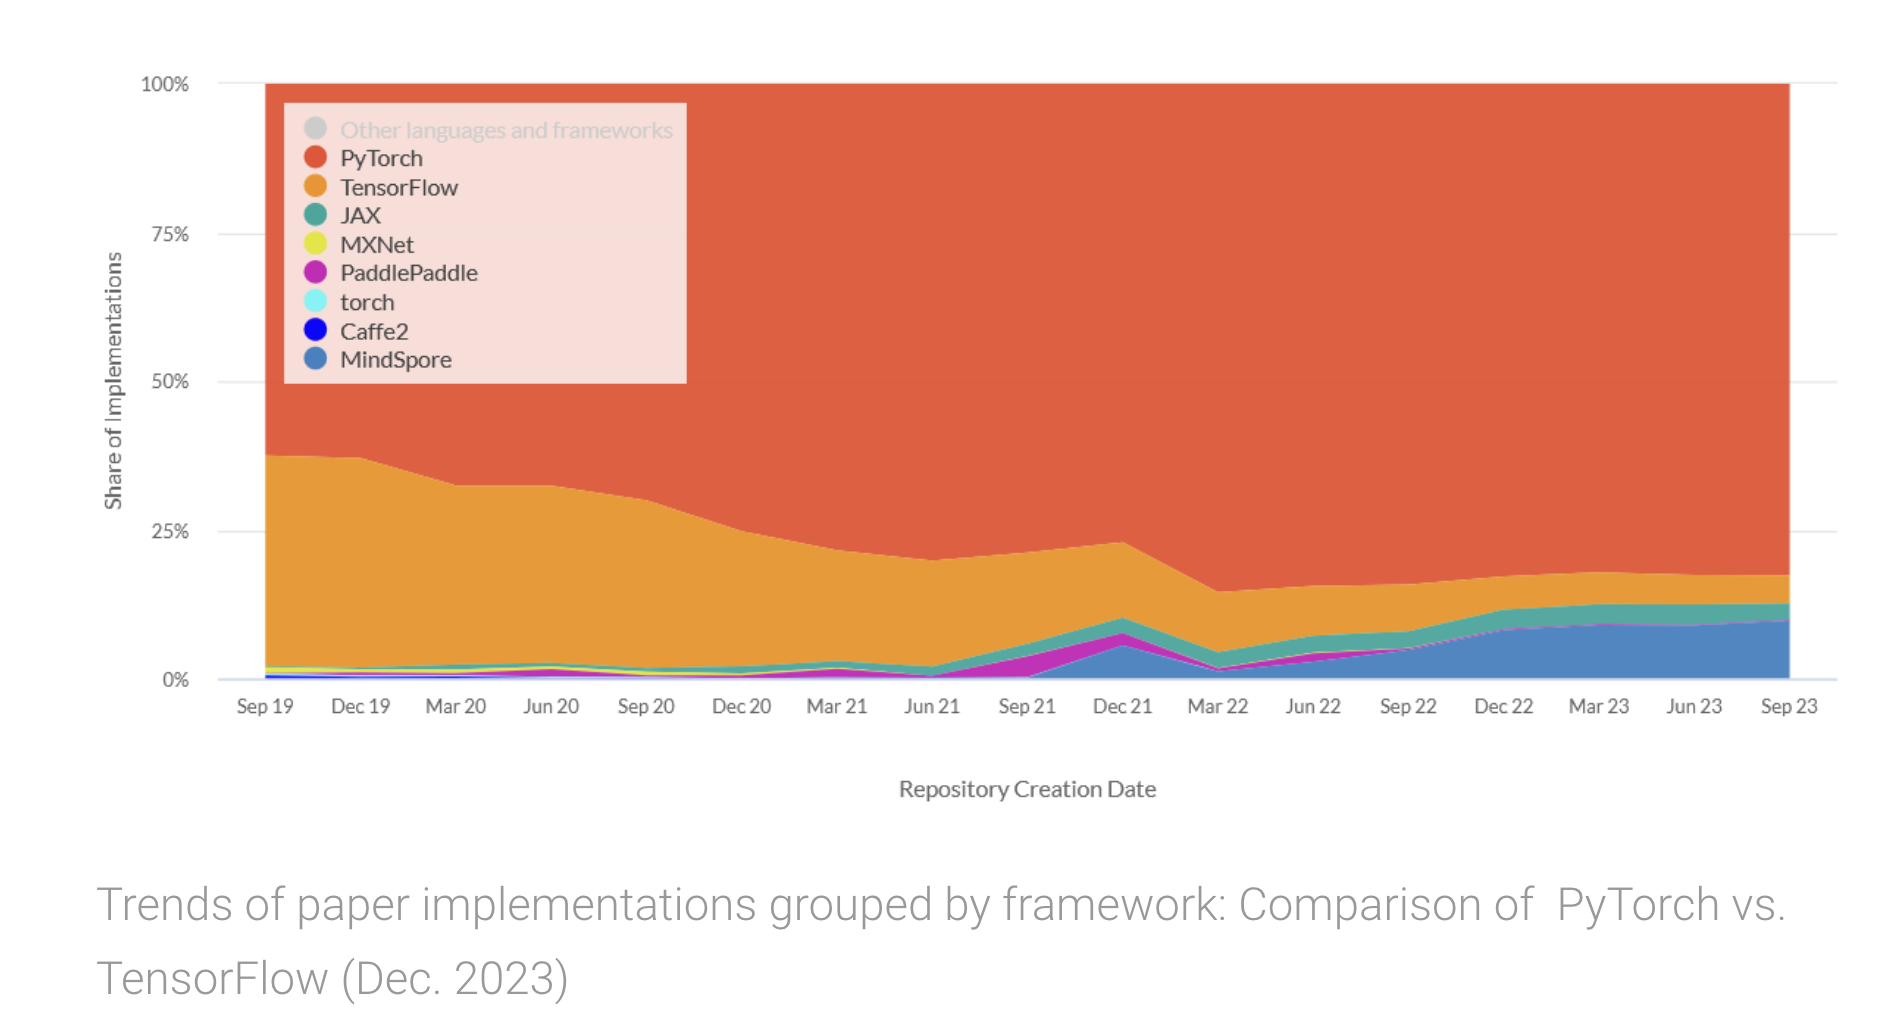 100%
75%
50%
25%
0%
Share of Implementations
Other languages and frameworks
PyTorch
TensorFlow
JAX
MXNet
PaddlePaddle
torch
Caffe2
MindSpore
Sep 19 Dec 19 Mar 20 Jun 20 Sep 20 Dec 20 Mar 21 Jun 21 Sep 21 Dec 21 Mar 22 Jun 22 Sep 22 Dec 22 Mar 23 Jun 23 Sep 23
Repository Creation Date
Trends of paper implementations grouped by framework: Comparison of PyTorch vs.
TensorFlow (Dec. 2023)